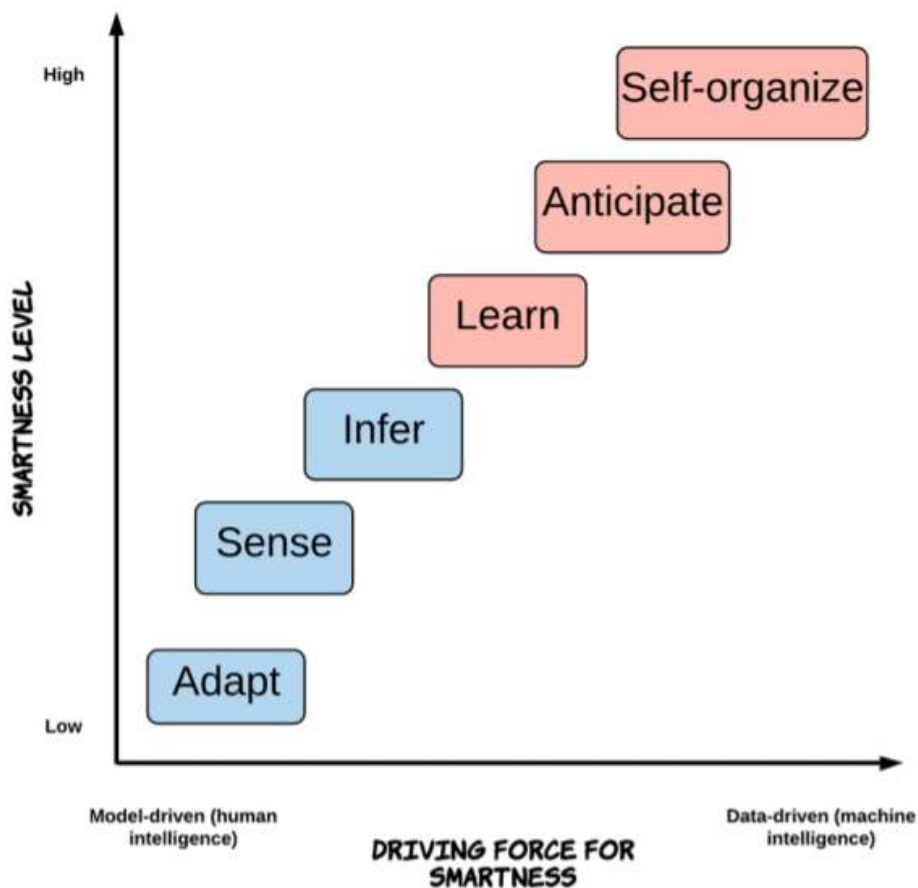 High
Self-organize
Anticipate
Learn
SMARTNESS LEVEL
Infer
Sense
Adapt
Low
Model-driven (human
intelligence)
Data-driven (machine
intelligence)
DRIVING FORCE FOR
SMARTNESS